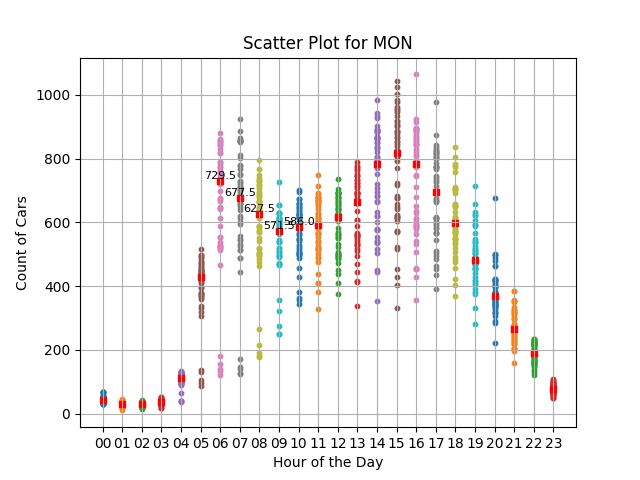 Scatter Plot for MON
Count of Cars
1000
800
600
400
200
0
729.5
677.5
627.5
571.5
586.0
00 01 02 03 04 05 06 07 08 09 10 11 12 13 14 15 16 17 18 19 20 21 22 23
Hour of the Day